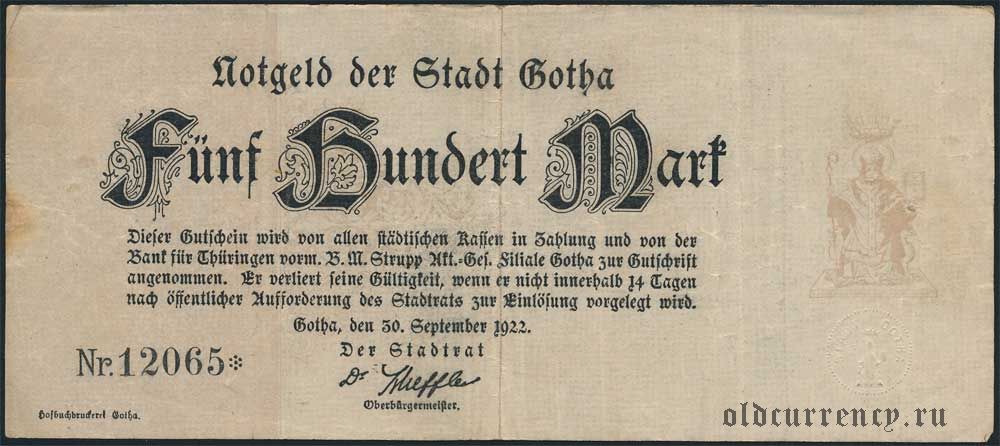 Notgeld der Stadt Gotha
Fünf Hundert Mark
Dieser Gutschein wird von allen städtischen Kassen in Zahlung und von der
Bank für Thüringen vorm. B. M. Strupp Akt.-Ges. Filiale Gotha zur Gutschrift
angenommen. Er verliert seine Gültigkeit, wenn er nicht innerhalb 14 Tagen
nach öffentlicher Aufforderung des Stadtrats zur Einlösung vorgelegt wird.
Gotha, den 30. September 1922.
Der Stadtrat
Dr.
Oberbürgermeister.
Nr. 12065*
Hofbuchdruckerei Gotha.
oldcurrency.ru